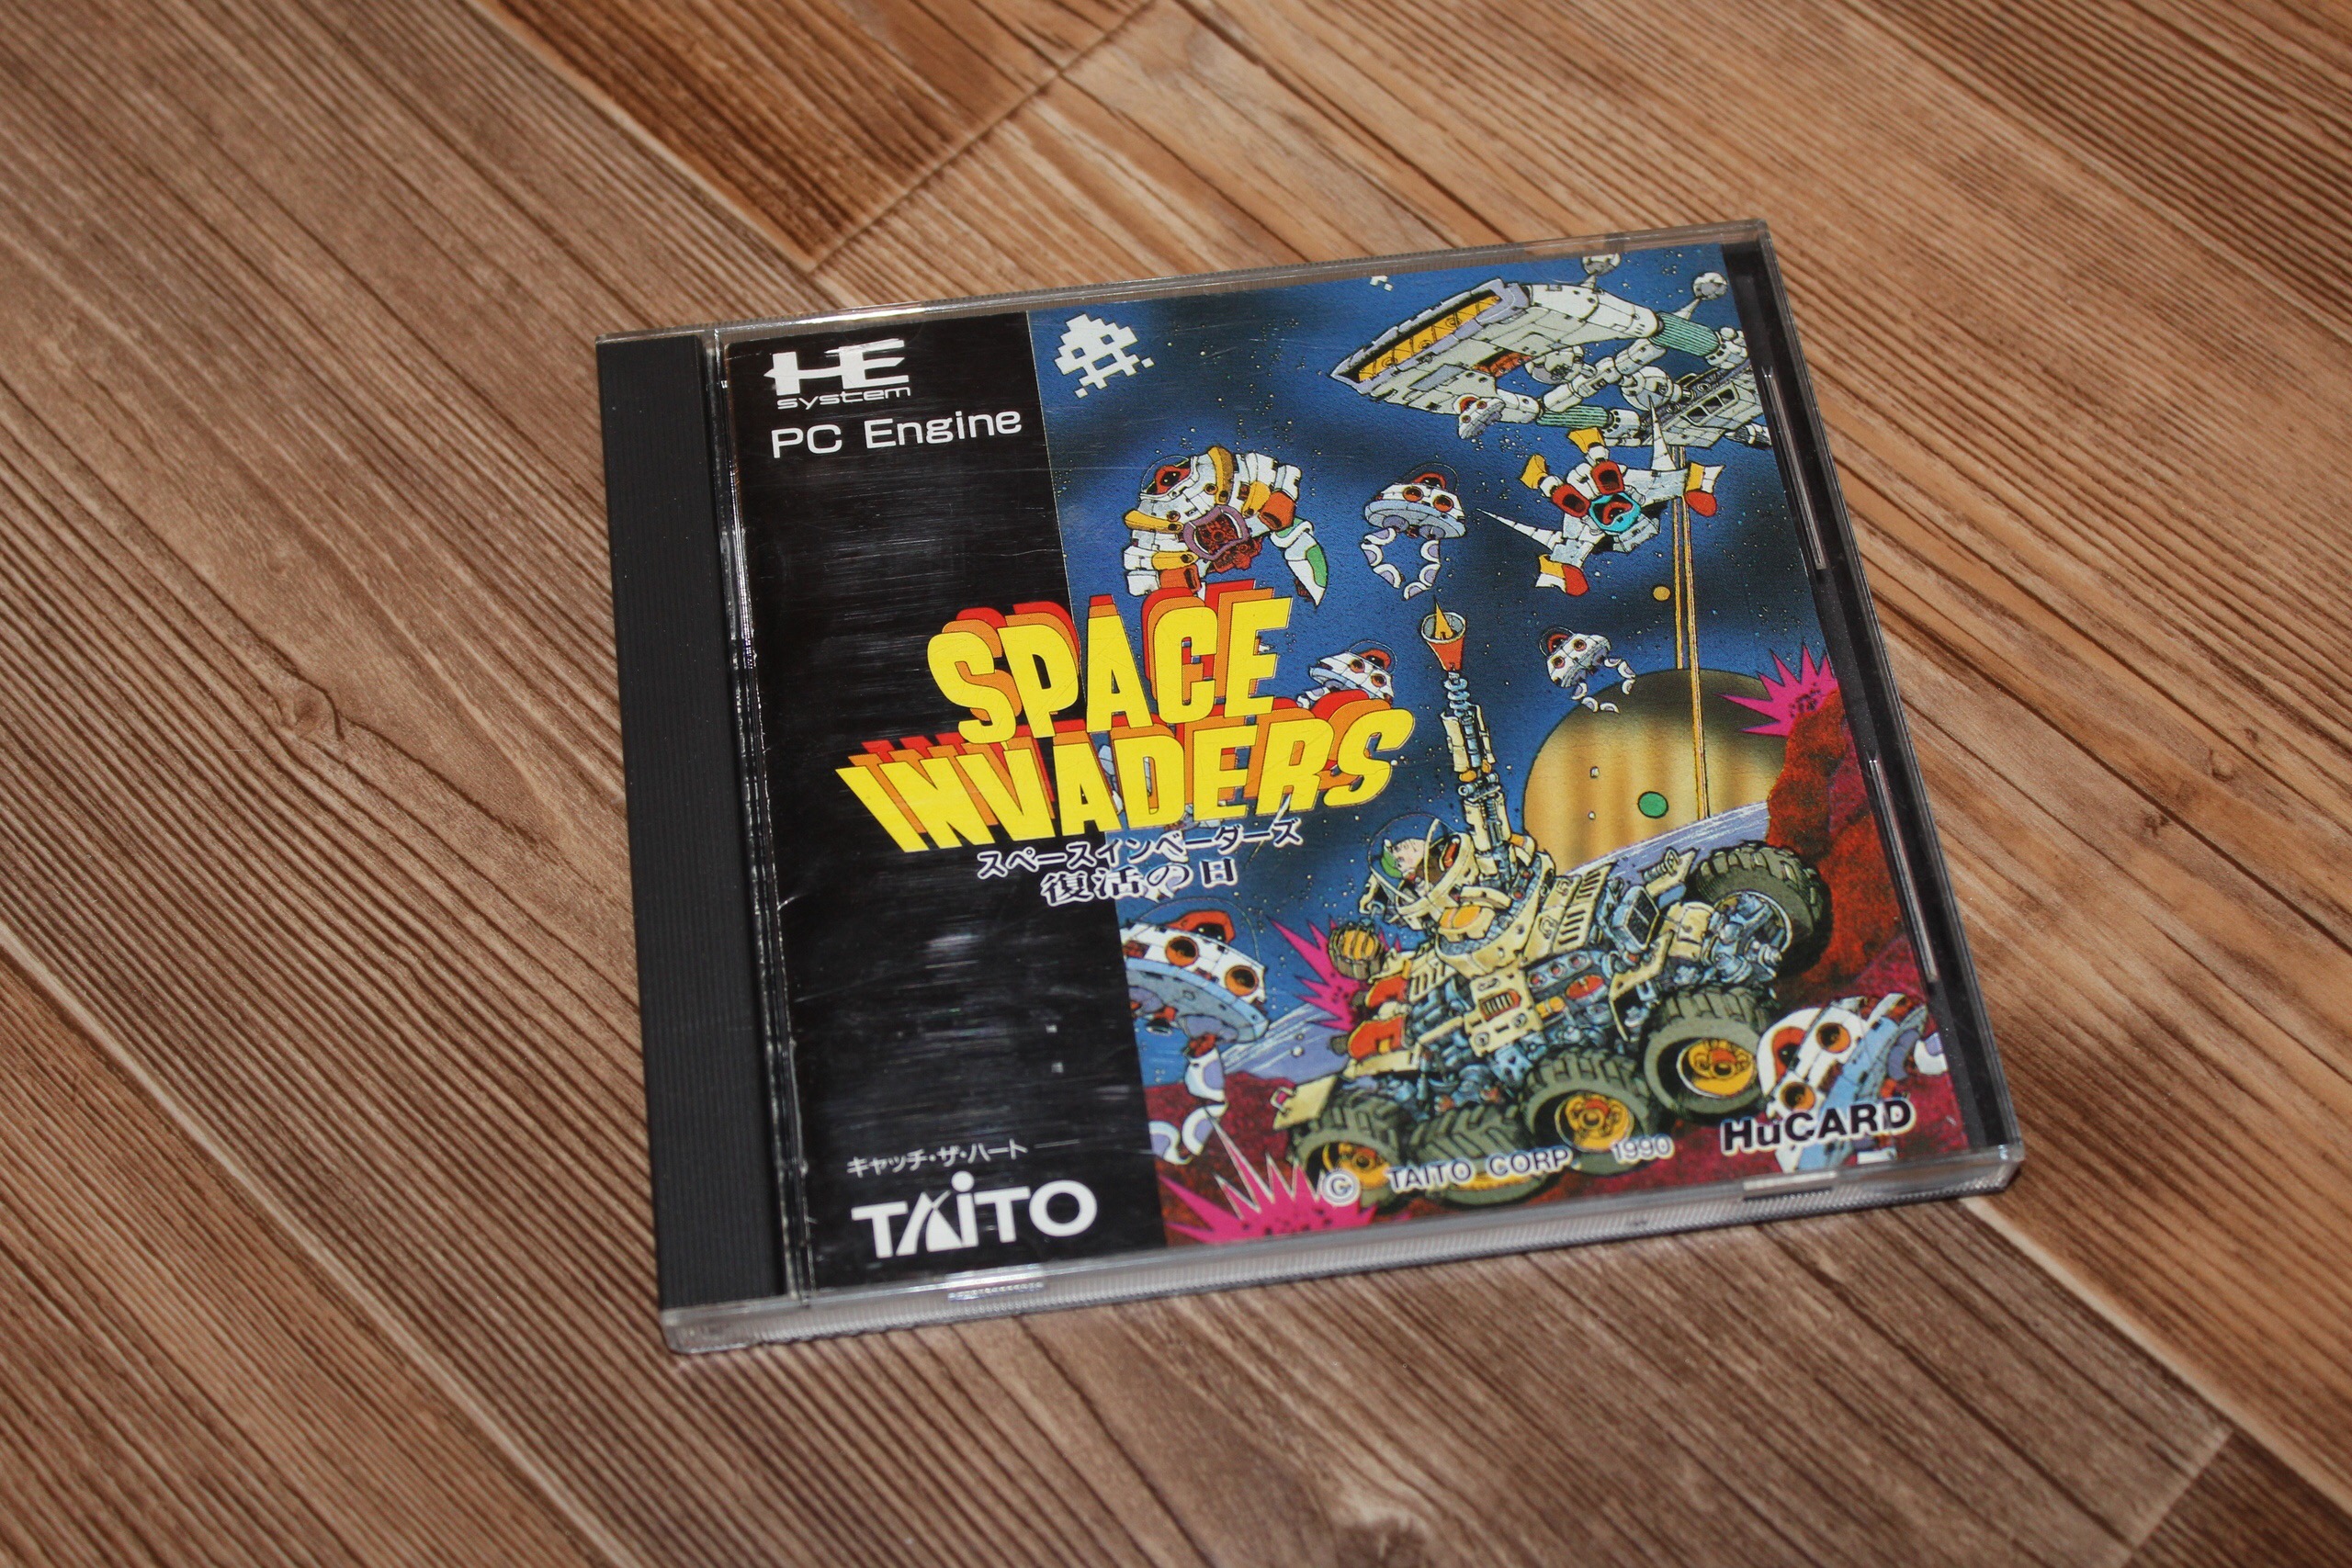 HE
system
PC Engine
SPACE
INVADERS
スペースインベーダーズ
復活の日
キャッチ・ザ・ハート
TAiTO
© TAITO CORP 1990
HuCARD